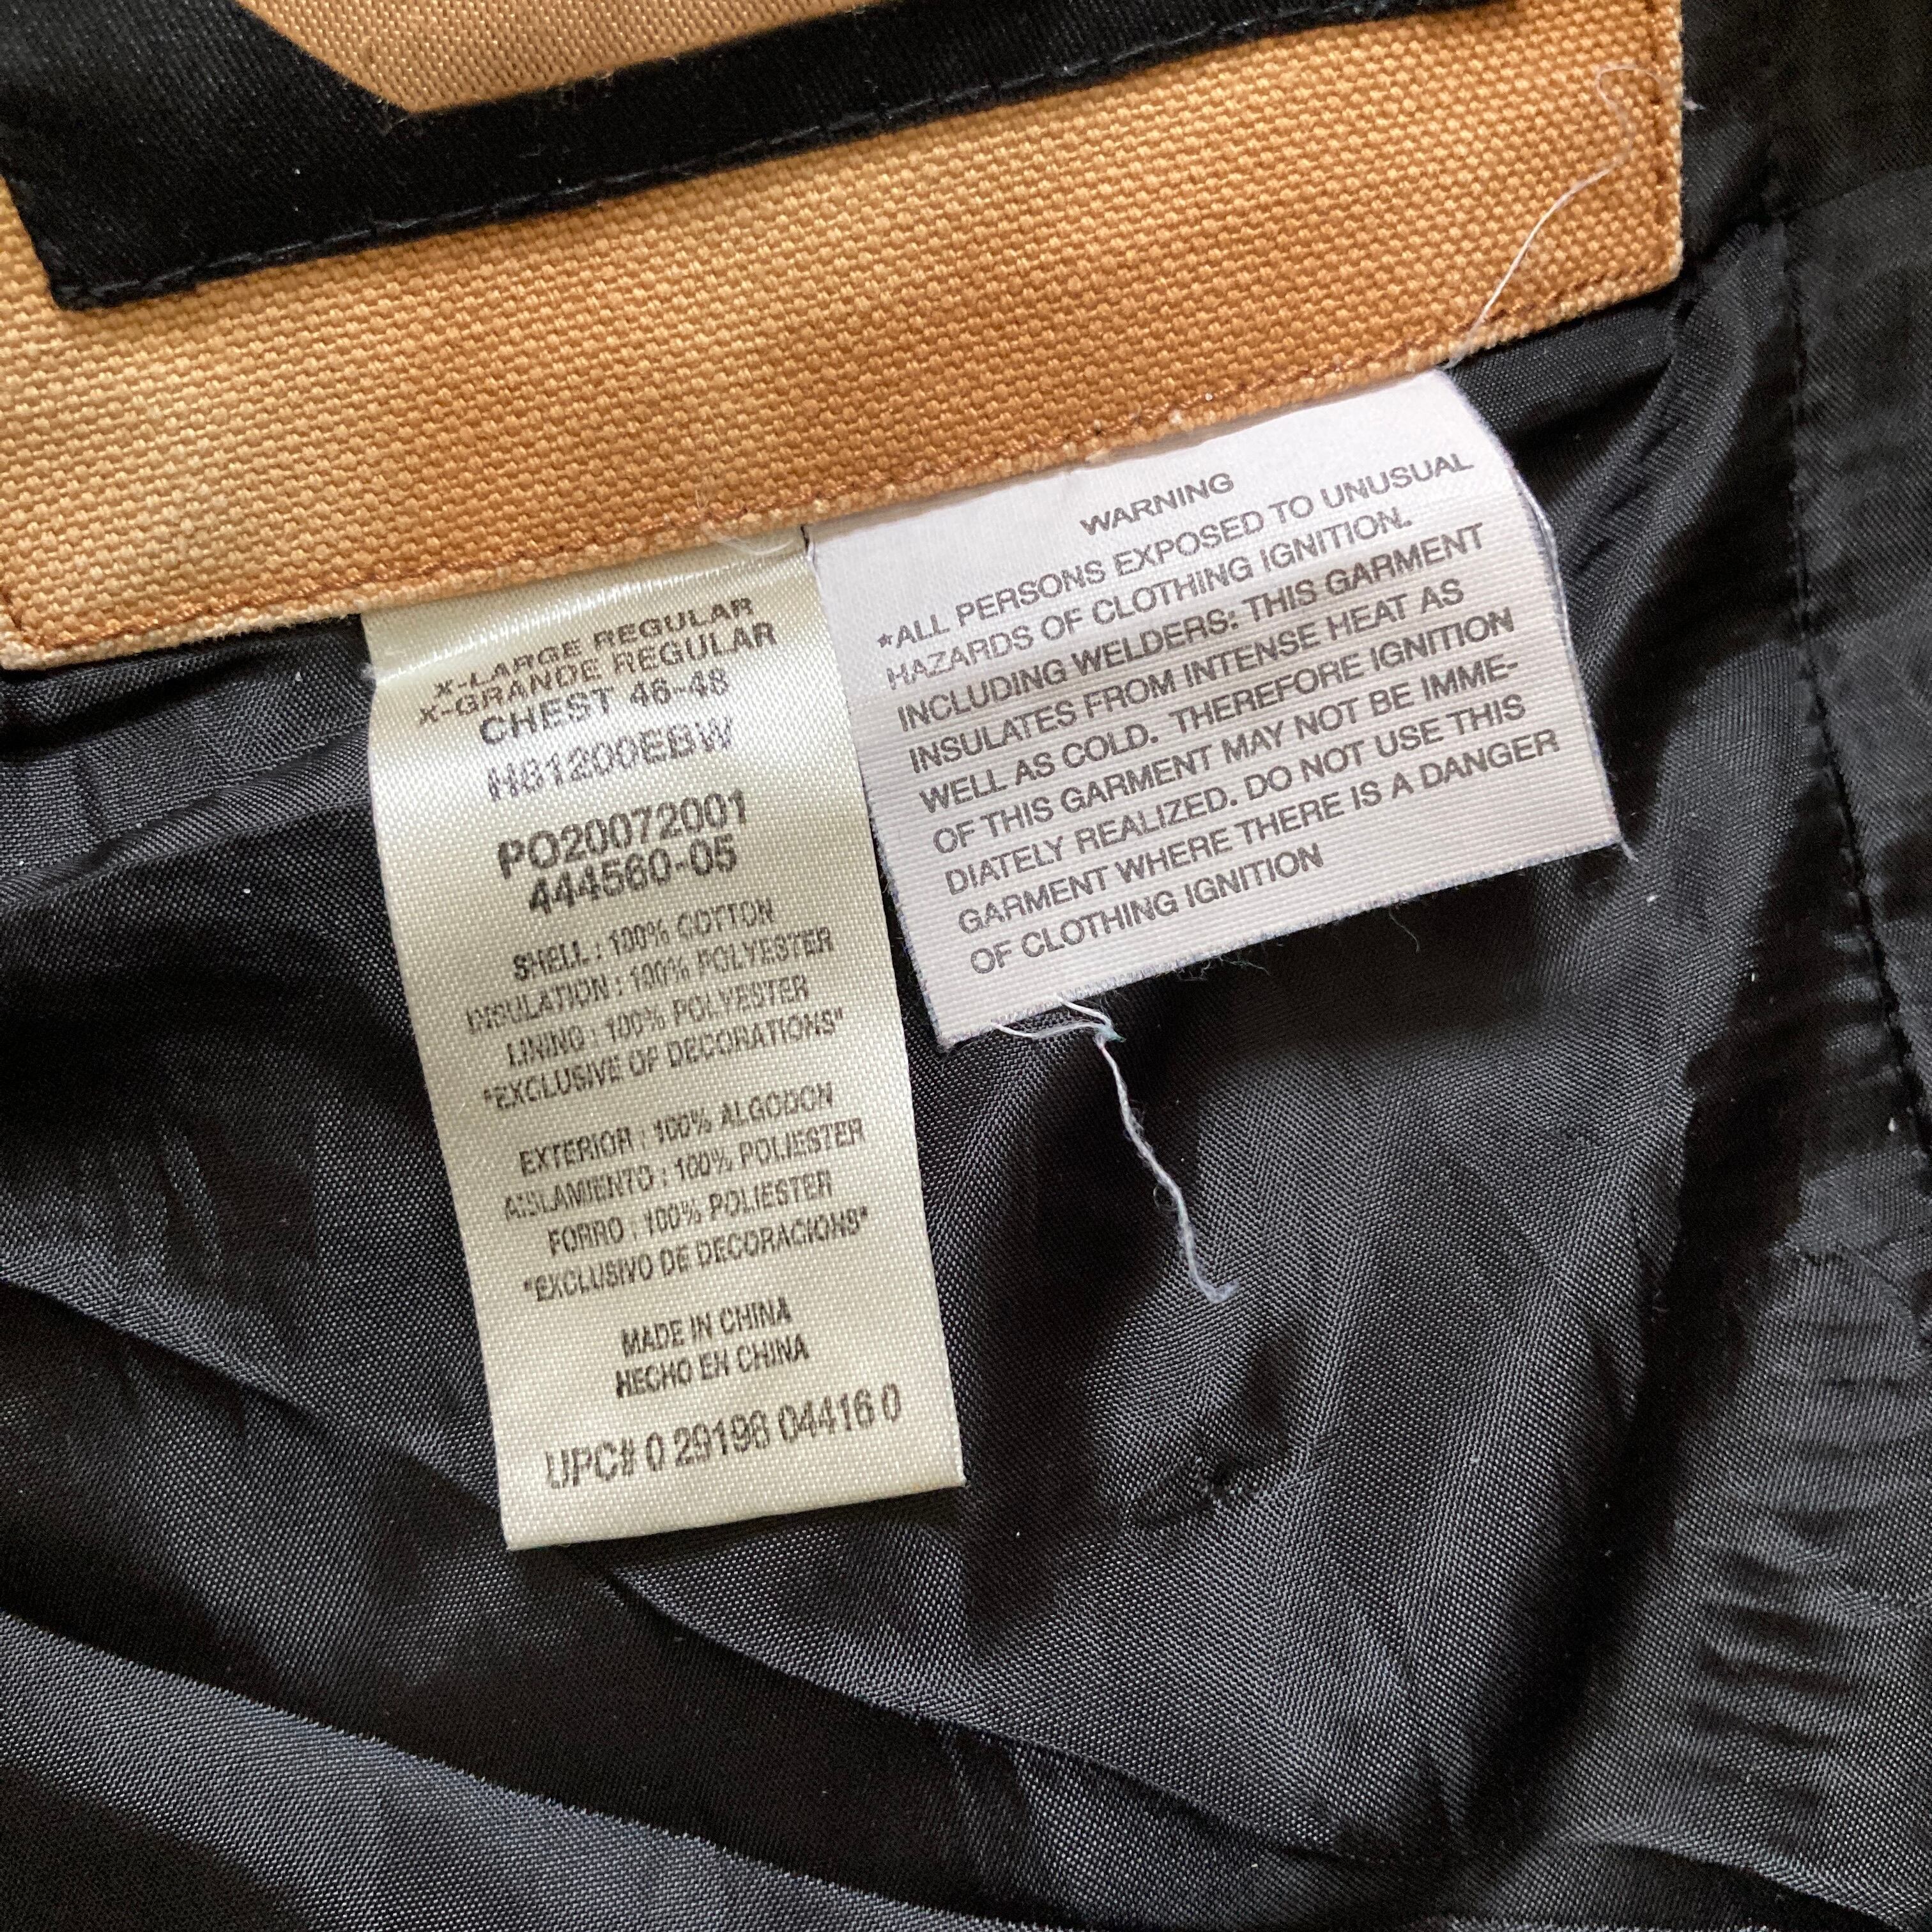 X-LARGE REGULAR
X-GRANDE REGULAR
CHEST 46-48
H81200EBW
PO20072001
444560-05
SHELL : 100% COTTON
INSULATION : 100% POLYESTER
LINING : 100% POLYESTER
*EXCLUSIVE OF DECORATIONS*
EXTERIOR : 100% ALGODON
AISLAMIENTO : 100% POLIESTER
FORRO : 100% POLIESTER
*EXCLUSIVO DE DECORACIONS*
MADE IN CHINA
HECHO EN CHINA
UPC# 0 29198 04416 0
WARNING
*ALL PERSONS EXPOSED TO UNUSUAL
HAZARDS OF CLOTHING IGNITION.
INCLUDING WELDERS: THIS GARMENT
INSULATES FROM INTENSE HEAT AS
WELL AS COLD. THEREFORE IGNITION
OF THIS GARMENT MAY NOT BE IMME-
DIATELY REALIZED. DO NOT USE THIS
GARMENT WHERE THERE IS A DANGER
OF CLOTHING IGNITION